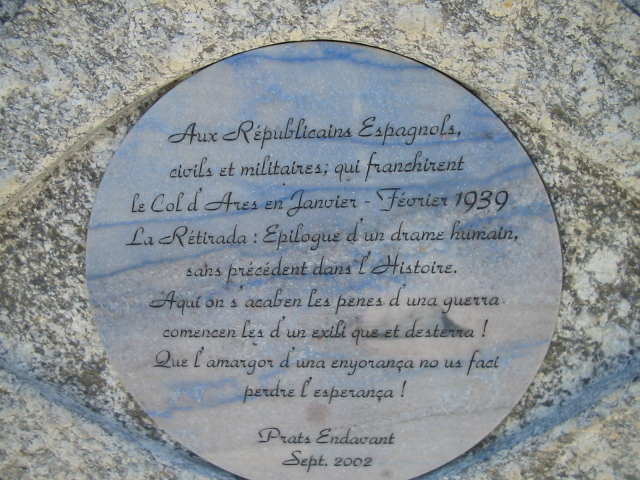 Aux Républicains Espagnols,
civils et militaires, qui franchirent
le Col d'Ares en Janvier - Février 1939
La Rétirada : Epilogue d'un drame humain,
sans précédent dans l'Histoire.
Aquí on s'acaben les penes d'una guerra
comencen les d'un exili que et desterra !
Que l'amargor d'una enyorança no us faci
perdre l'esperança !
Prats Endavant
Sept. 2002